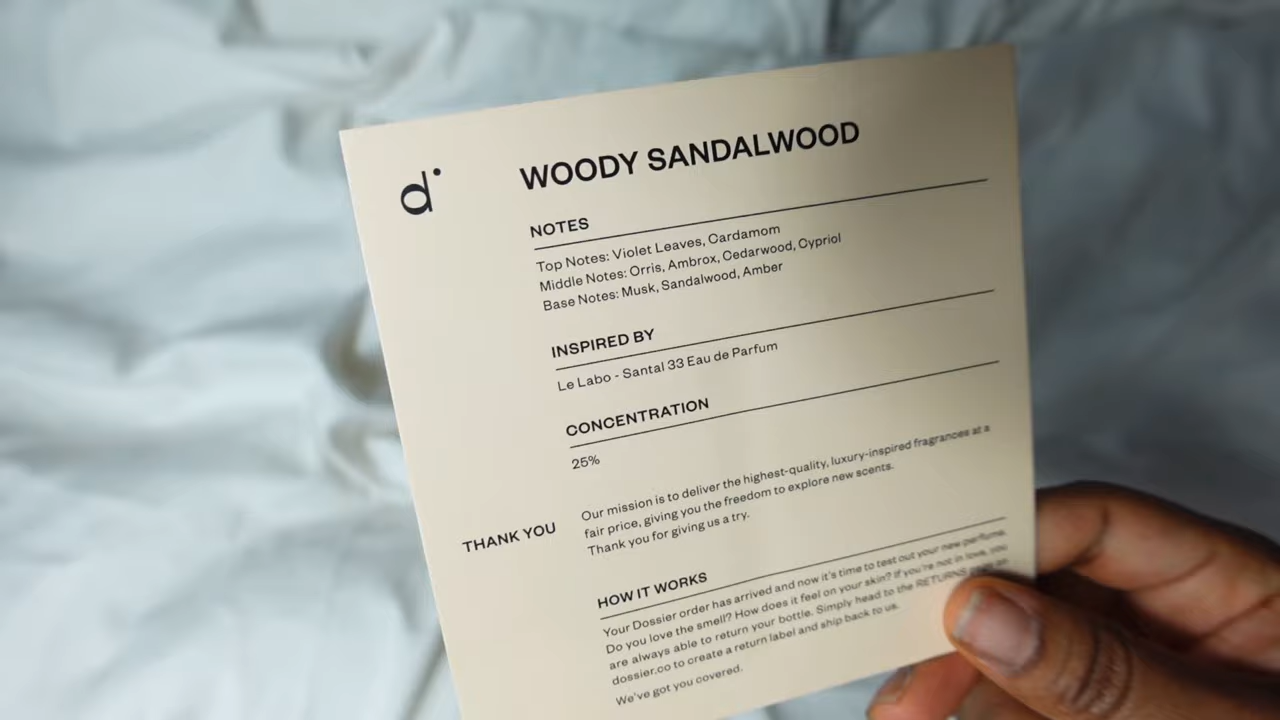 d·
WOODY SANDALWOOD
NOTES
Top Notes: Violet Leaves, Cardamom
Middle Notes: Orris, Ambrox, Cedarwood, Cypriol
Base Notes: Musk, Sandalwood, Amber
INSPIRED BY
Le Labo - Santal 33 Eau de Parfum
CONCENTRATION
25%
THANK YOU
Our mission is to deliver the highest-quality, luxury-inspired fragrances at a
fair price, giving you the freedom to explore new scents.
Thank you for giving us a try.
HOW IT WORKS
Your Dossier order has arrived and now it's time to test out your new perfume.
Do you love the smell? How does it feel on your skin? If you're not in love, you
are always able to return your bottle. Simply head to the RETURNS
dossier.co to create a return label and ship back to us.
We've got you covered.